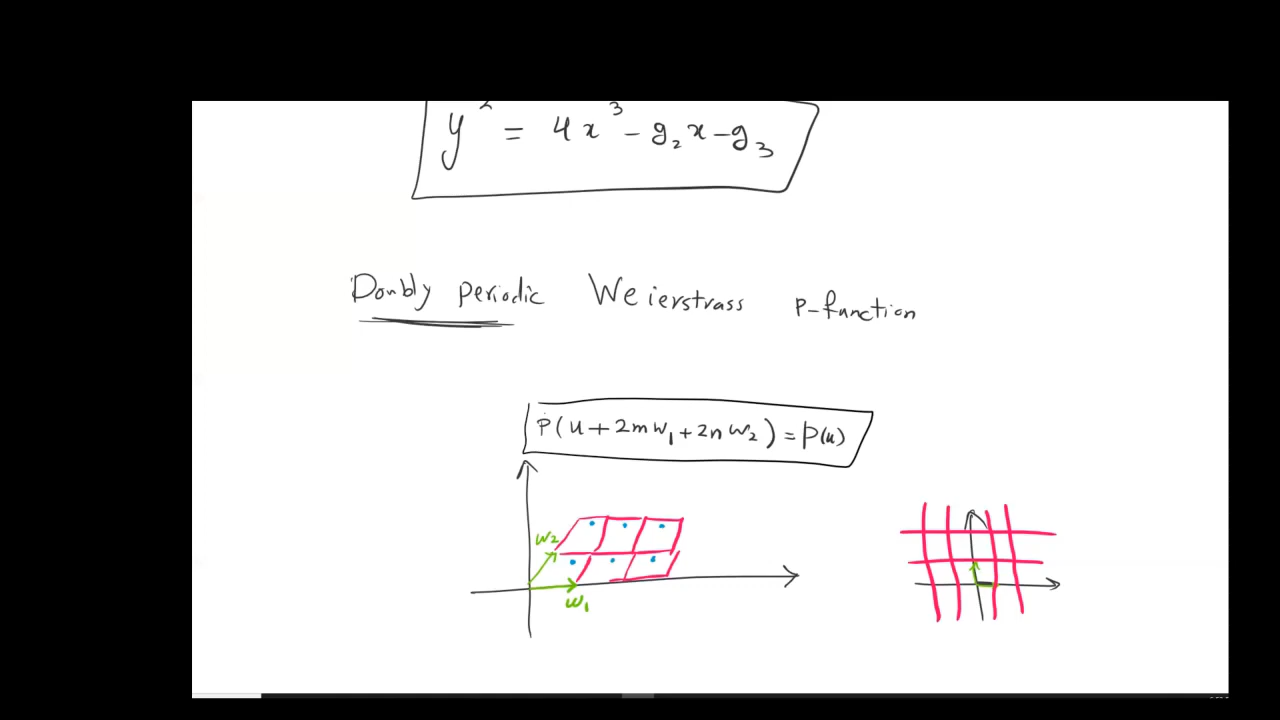 y² = 4x³ - g₂x - g₃
Doubly periodic Weierstrass P-function
P(u + 2mw₁ + 2nw₂) = P(u)
w₂
w₁